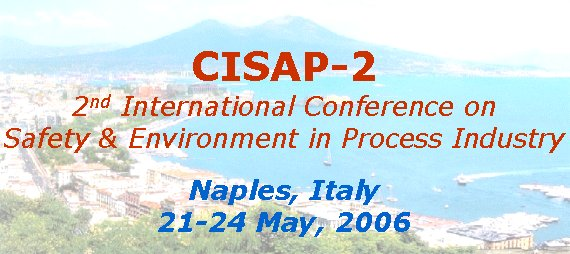 CISAP-2
2nd International Conference on
Safety & Environment in Process Industry
Naples, Italy
21-24 May, 2006